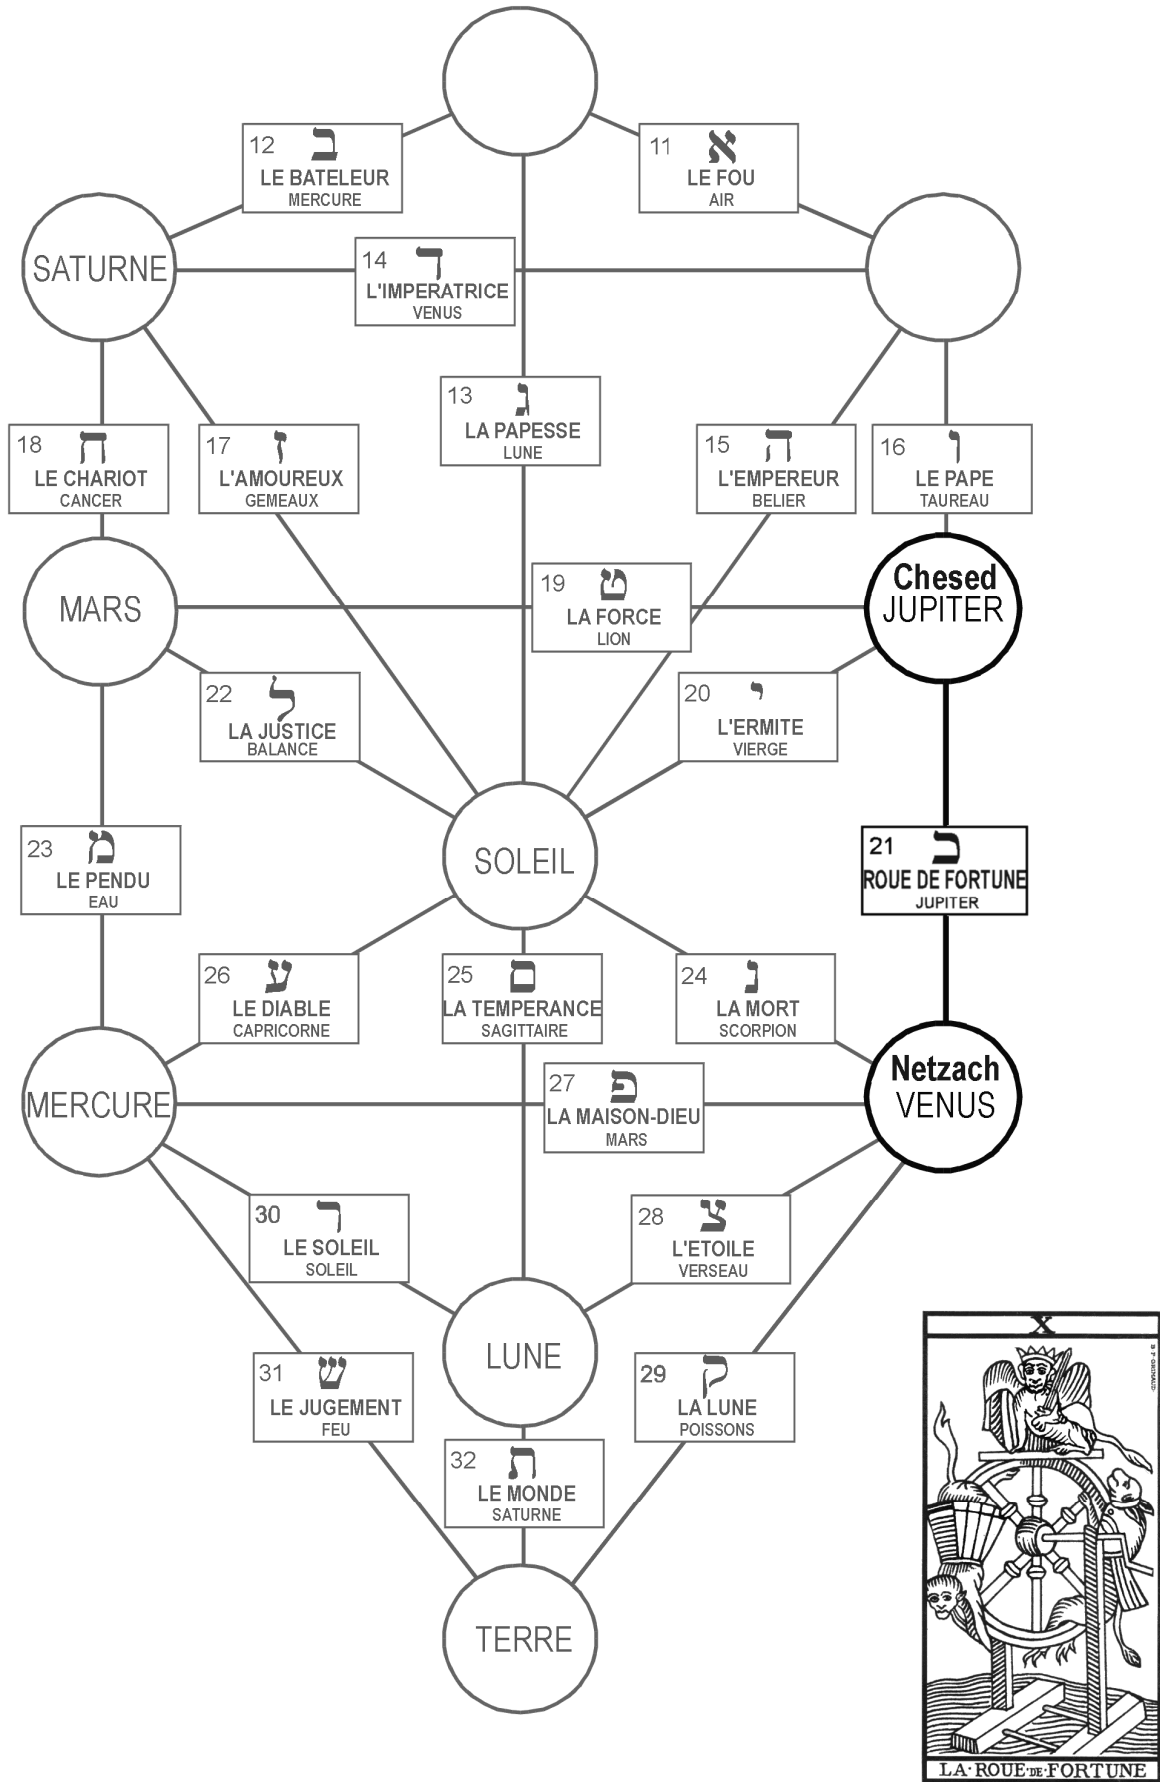 12 ב
LE BATELEUR
MERCURE
11 א
LE FOU
AIR
SATURNE
14 ד
L'IMPERATRICE
VENUS
13 ג
LA PAPESSE
LUNE
18 ח
LE CHARIOT
CANCER
17 ז
L'AMOUREUX
GEMEAUX
15 ה
L'EMPEREUR
BELIER
16 ו
LE PAPE
TAUREAU
MARS
19 ט
LA FORCE
LION
Chesed
JUPITER
22 ל
LA JUSTICE
BALANCE
20 י
L'ERMITE
VIERGE
23 מ
LE PENDU
EAU
SOLEIL
21 כ
ROUE DE FORTUNE
JUPITER
26 ע
LE DIABLE
CAPRICORNE
25 ם
LA TEMPERANCE
SAGITTAIRE
24 נ
LA MORT
SCORPION
MERCURE
27 פ
LA MAISON-DIEU
MARS
Netzach
VENUS
30 ר
LE SOLEIL
SOLEIL
28 צ
L'ETOILE
VERSEAU
LUNE
31 ש
LE JUGEMENT
FEU
29 ק
LA LUNE
POISSONS
32 ת
LE MONDE
SATURNE
TERRE
X
LA·ROUE·DE·FORTUNE